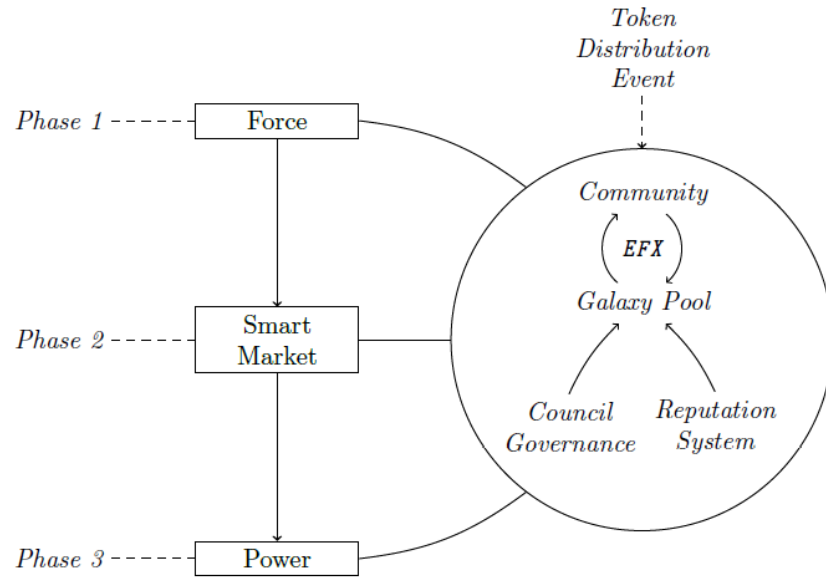 Token
Distribution
Event
Phase 1
Force
Community
EFX
Galaxy Pool
Phase 2
Smart
Market
Council
Governance
Reputation
System
Phase 3
Power